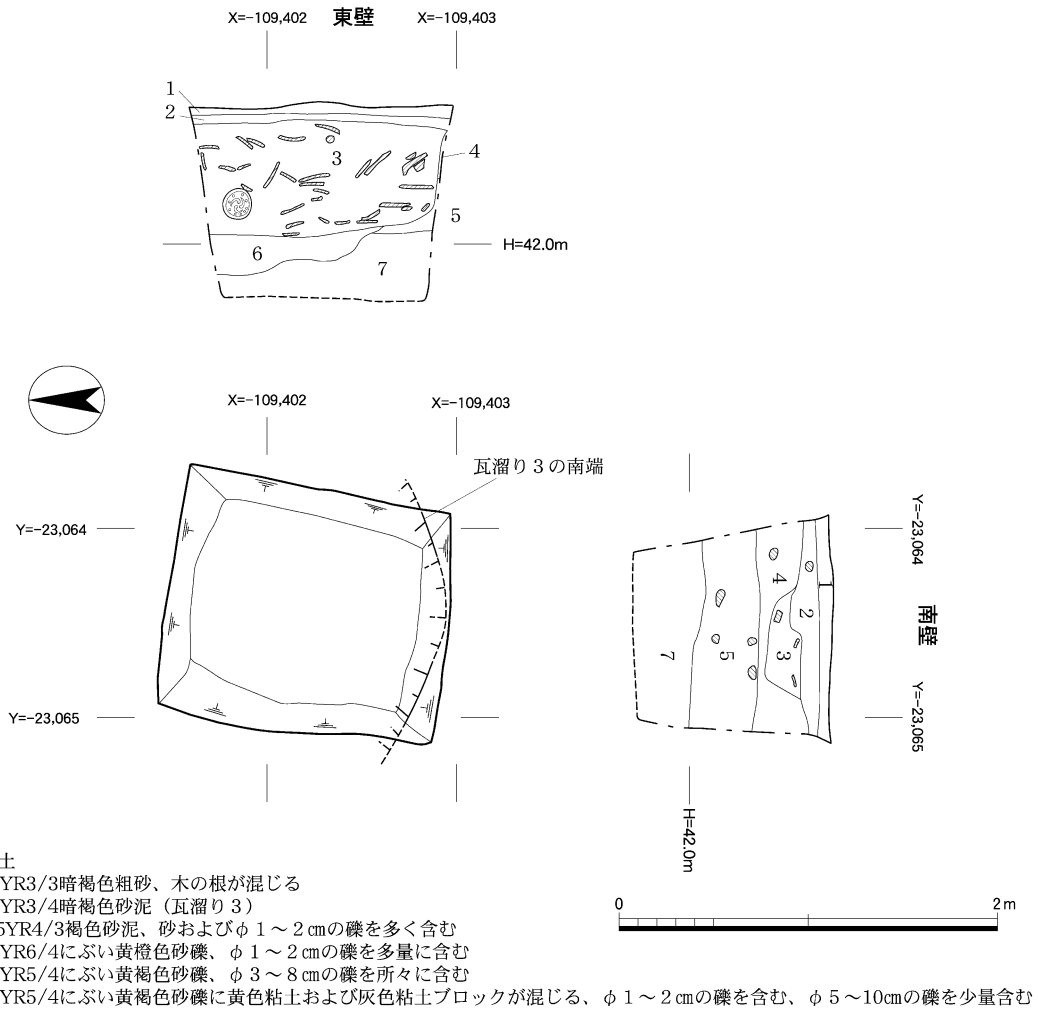 X=-109,402 東壁 X=-109,403
1
2
3
4
5
6
7
H=42.0m
X=-109,402
X=-109,403
瓦溜り3の南端
Y=-23,064
Y=-23,065
Y=-23,064
南壁
Y=-23,065
1
2
3
4
5
7
H=42.0m
0 2m
土
YR3/3暗褐色粗砂、木の根が混じる
YR3/4暗褐色砂泥（瓦溜り3）
5YR4/3褐色砂泥、砂およびφ1～2㎝の礫を多く含む
YR6/4にぶい黄橙色砂礫、φ1～2㎝の礫を多量に含む
YR5/4にぶい黄褐色砂礫、φ3～8㎝の礫を所々に含む
YR5/4にぶい黄褐色砂礫に黄色粘土および灰色粘土ブロックが混じる、φ1～2㎝の礫を含む、φ5～10㎝の礫を少量含む